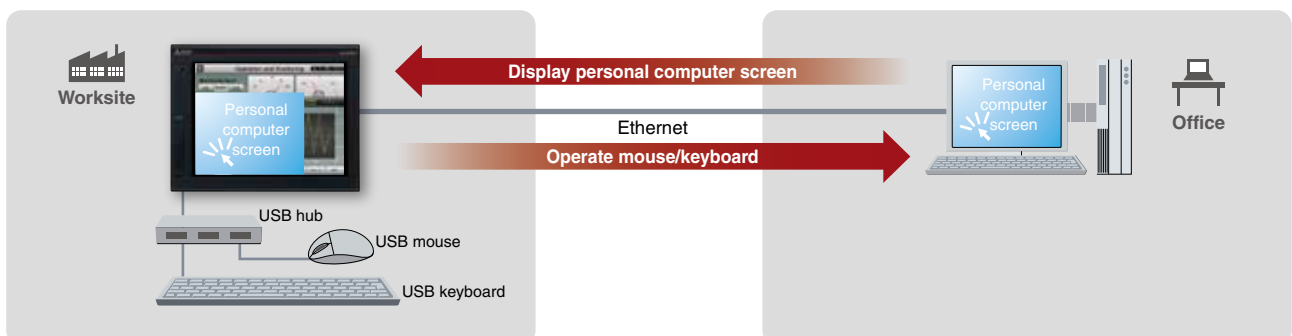 Worksite
Personal
computer
screen
Display personal computer screen
Ethernet
Operate mouse/keyboard
Personal
computer
screen
Office
USB hub
USB mouse
USB keyboard